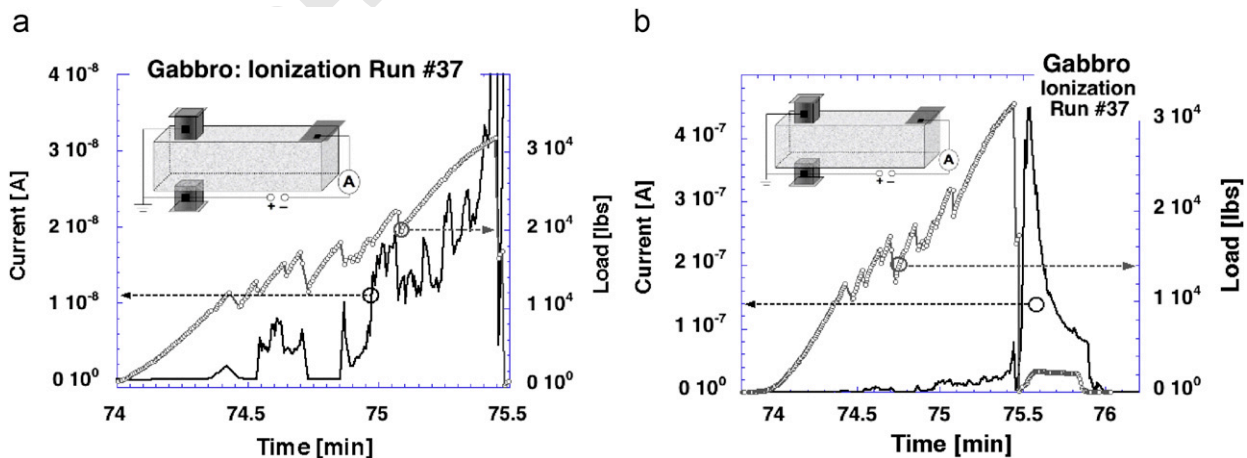 a
Gabbro: Ionization Run #37
4 10-8
3 10-8
2 10-8
1 10-8
0 100
Current [A]
A
+ −
3 104
2 104
1 104
0 100
Load [lbs]
74
74.5
75
75.5
Time [min]
b
Gabbro
Ionization
Run #37
4 10-7
3 10-7
2 10-7
1 10-7
0 100
Current [A]
A
+ −
3 104
2 104
1 104
0 100
Load [lbs]
74
74.5
75
75.5
76
Time [min]